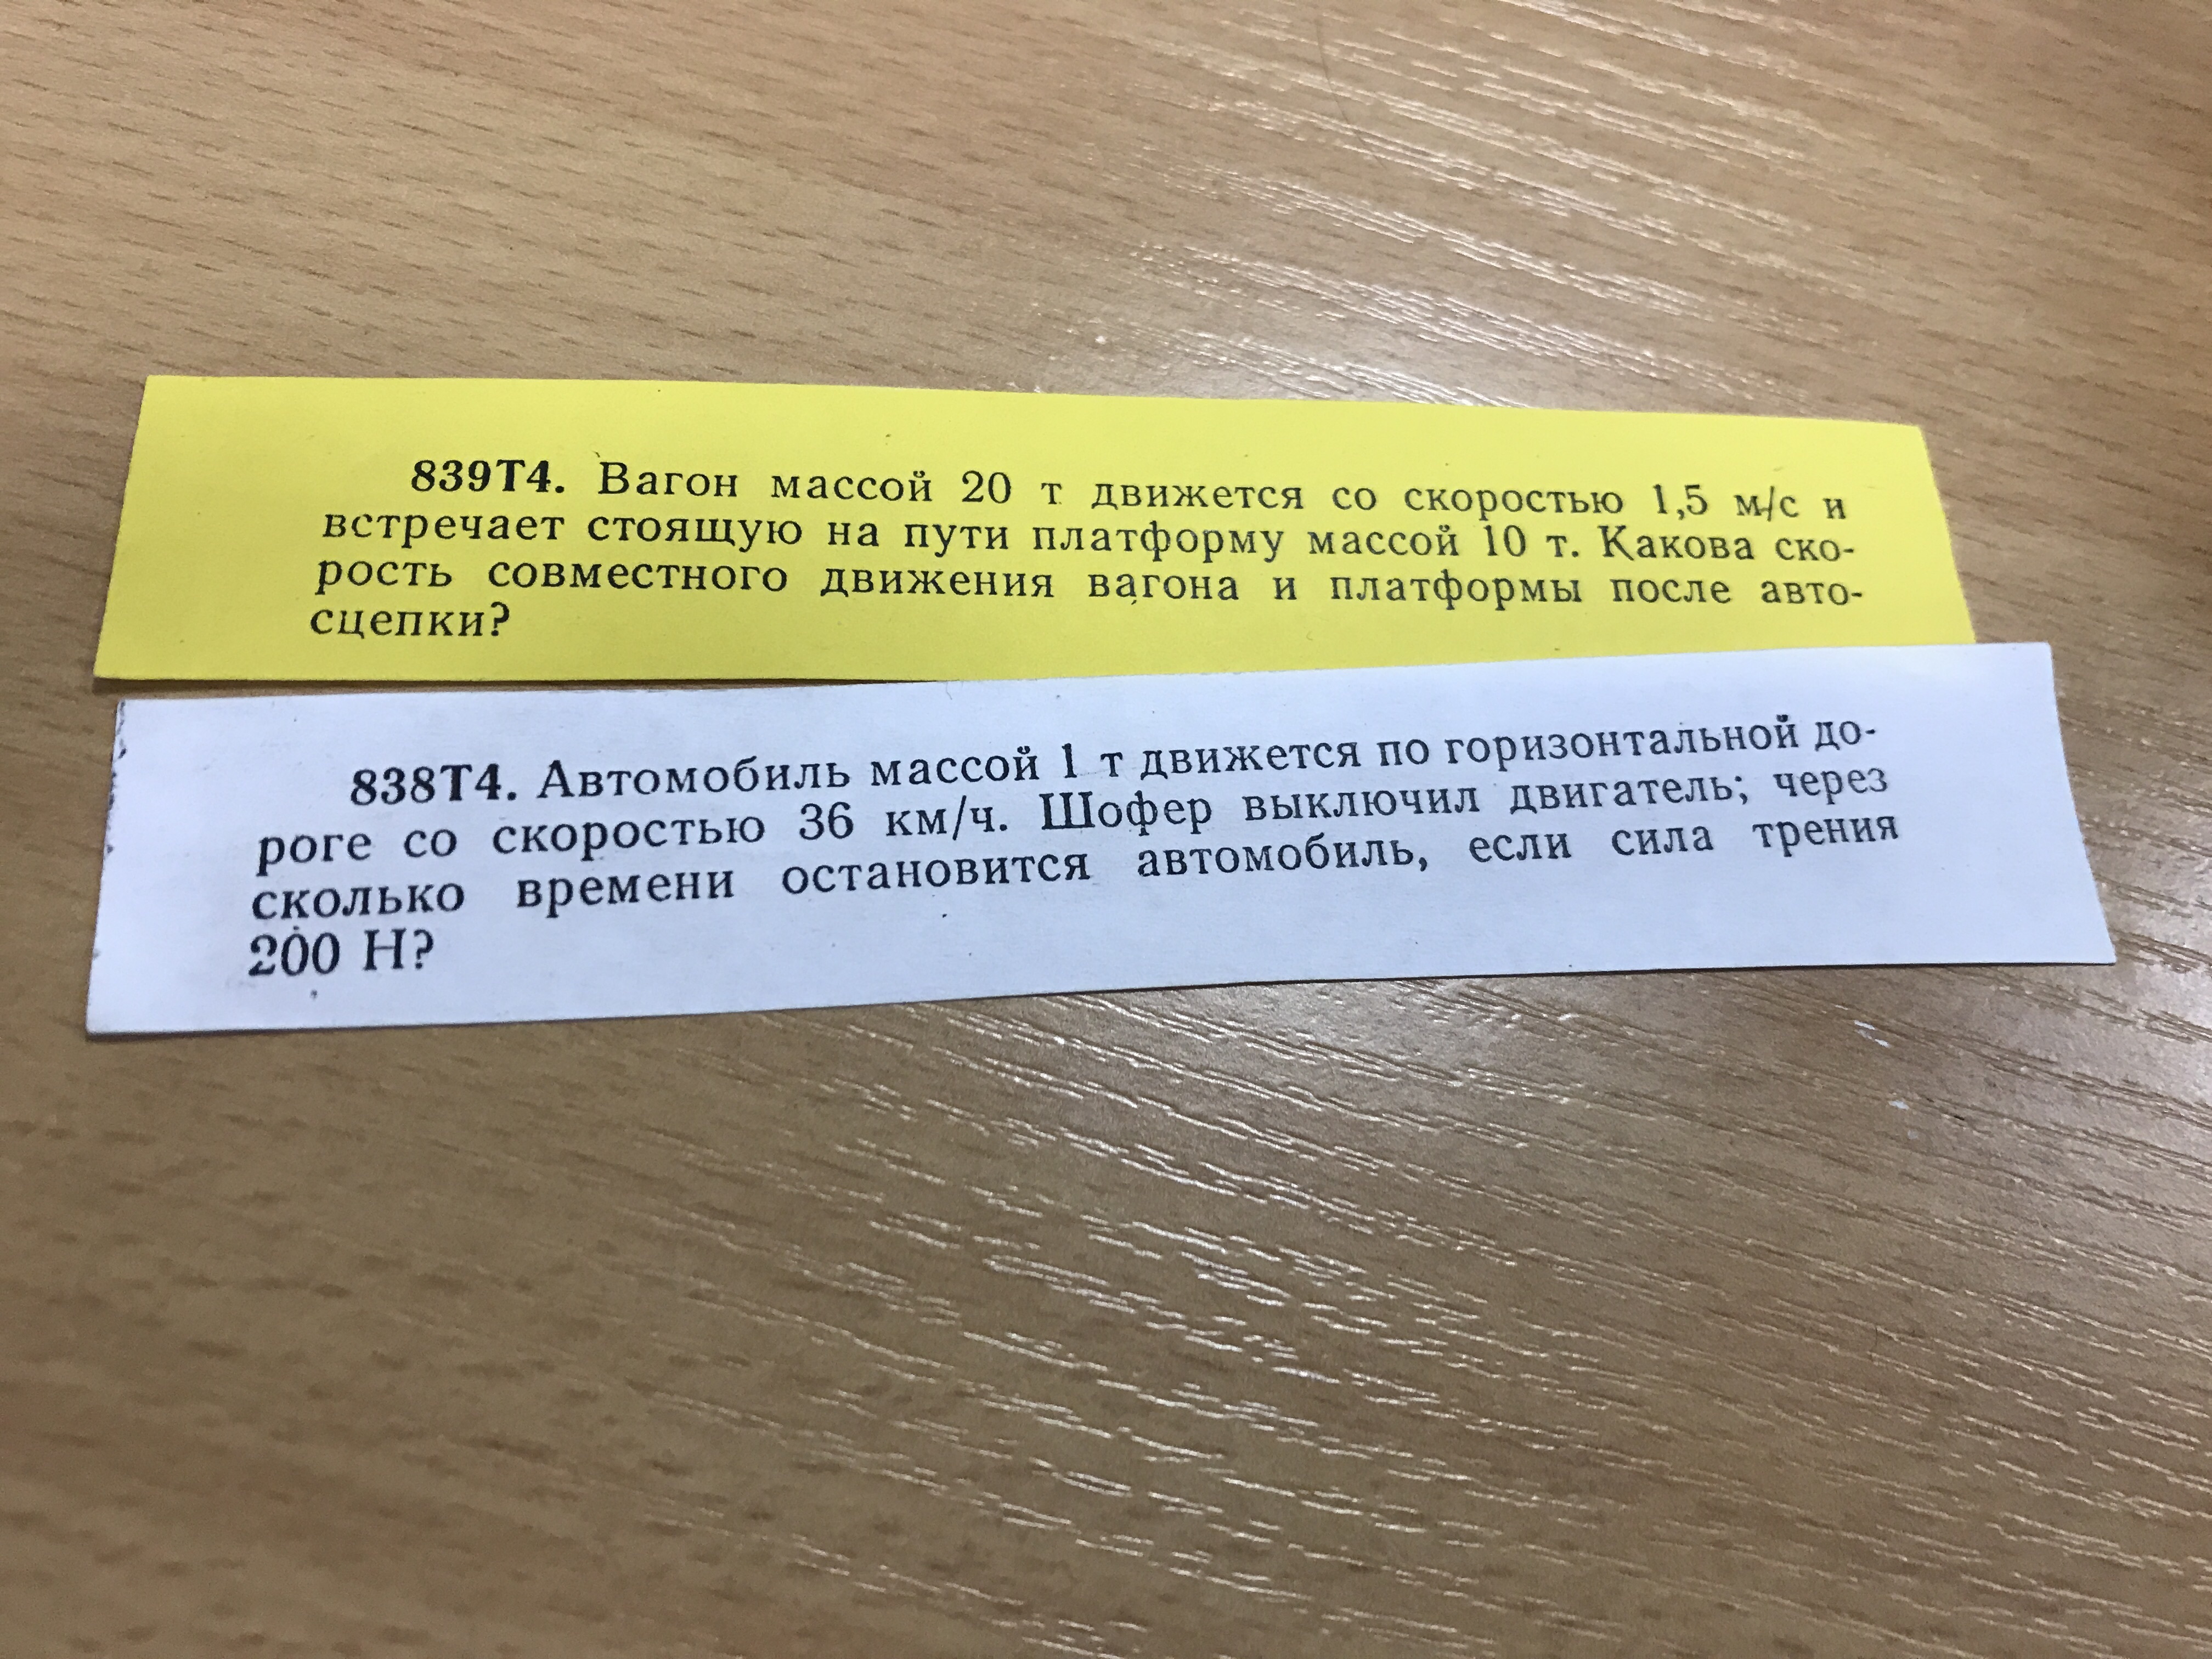 839Т4. Вагон массой 20 т движется со скоростью 1,5 м/с и
встречает стоящую на пути платформу массой 10 т. Какова ско-
рость совместного движения вагона и платформы после авто-
сцепки?
838Т4. Автомобиль массой 1 т движется по горизонтальной до-
роге со скоростью 36 км/ч. Шофер выключил двигатель; через
сколько времени остановится автомобиль, если сила трения
200 Н?